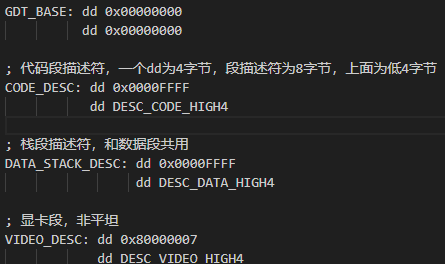 GDT_BASE: dd 0x00000000
dd 0x00000000
; 代码段描述符，一个dd为4字节，段描述符为8字节，上面为低4字节
CODE_DESC: dd 0x0000FFFF
dd DESC_CODE_HIGH4
; 栈段描述符，和数据段共用
DATA_STACK_DESC: dd 0x0000FFFF
dd DESC_DATA_HIGH4
; 显卡段，非平坦
VIDEO_DESC: dd 0x80000007
dd DESC_VIDEO_HIGH4